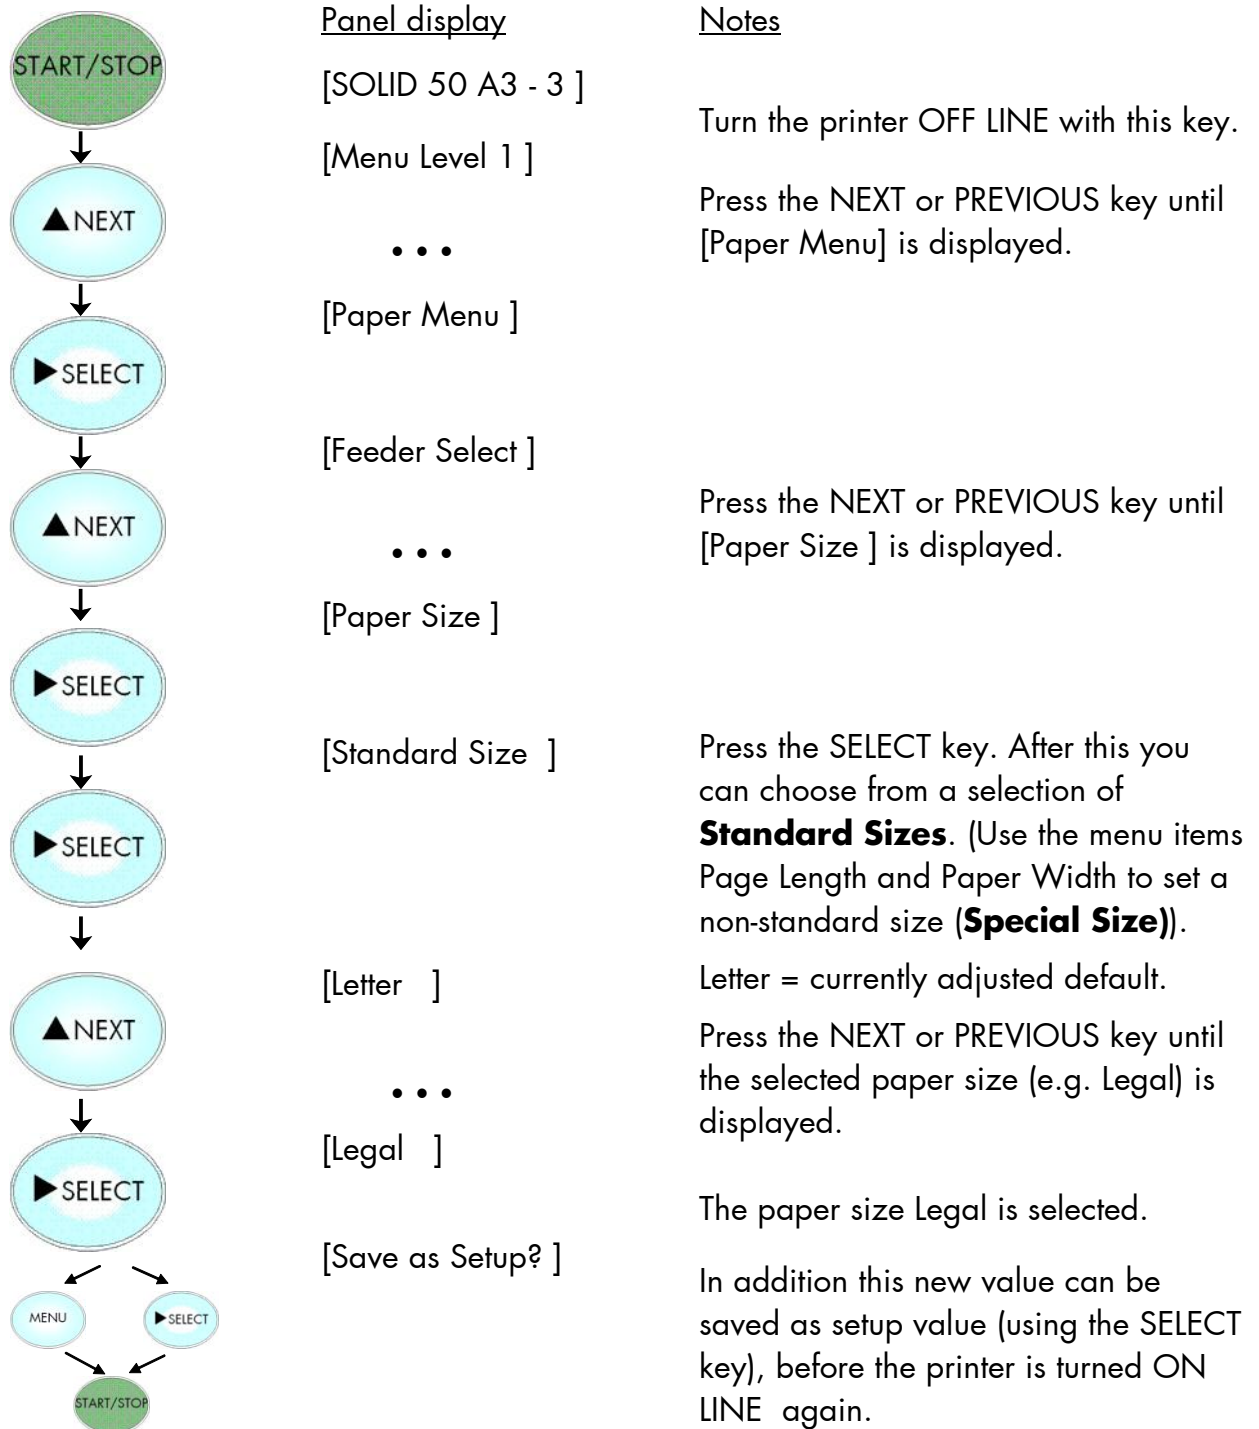 Panel display
Notes
START/STOP
[SOLID 50 A3 - 3 ]
Turn the printer OFF LINE with this key.
[Menu Level 1 ]
▲NEXT
Press the NEXT or PREVIOUS key until
[Paper Menu] is displayed.
• • •
[Paper Menu ]
▶SELECT
[Feeder Select ]
▲NEXT
Press the NEXT or PREVIOUS key until
[Paper Size ] is displayed.
• • •
[Paper Size ]
▶SELECT
[Standard Size ]
Press the SELECT key. After this you
can choose from a selection of
Standard Sizes. (Use the menu items
Page Length and Paper Width to set a
non-standard size (Special Size)).
▶SELECT
[Letter ]
Letter = currently adjusted default.
▲NEXT
Press the NEXT or PREVIOUS key until
the selected paper size (e.g. Legal) is
displayed.
• • •
[Legal ]
▶SELECT
The paper size Legal is selected.
[Save as Setup? ]
In addition this new value can be
saved as setup value (using the SELECT
key), before the printer is turned ON
LINE again.
MENU
▶SELECT
START/STOP